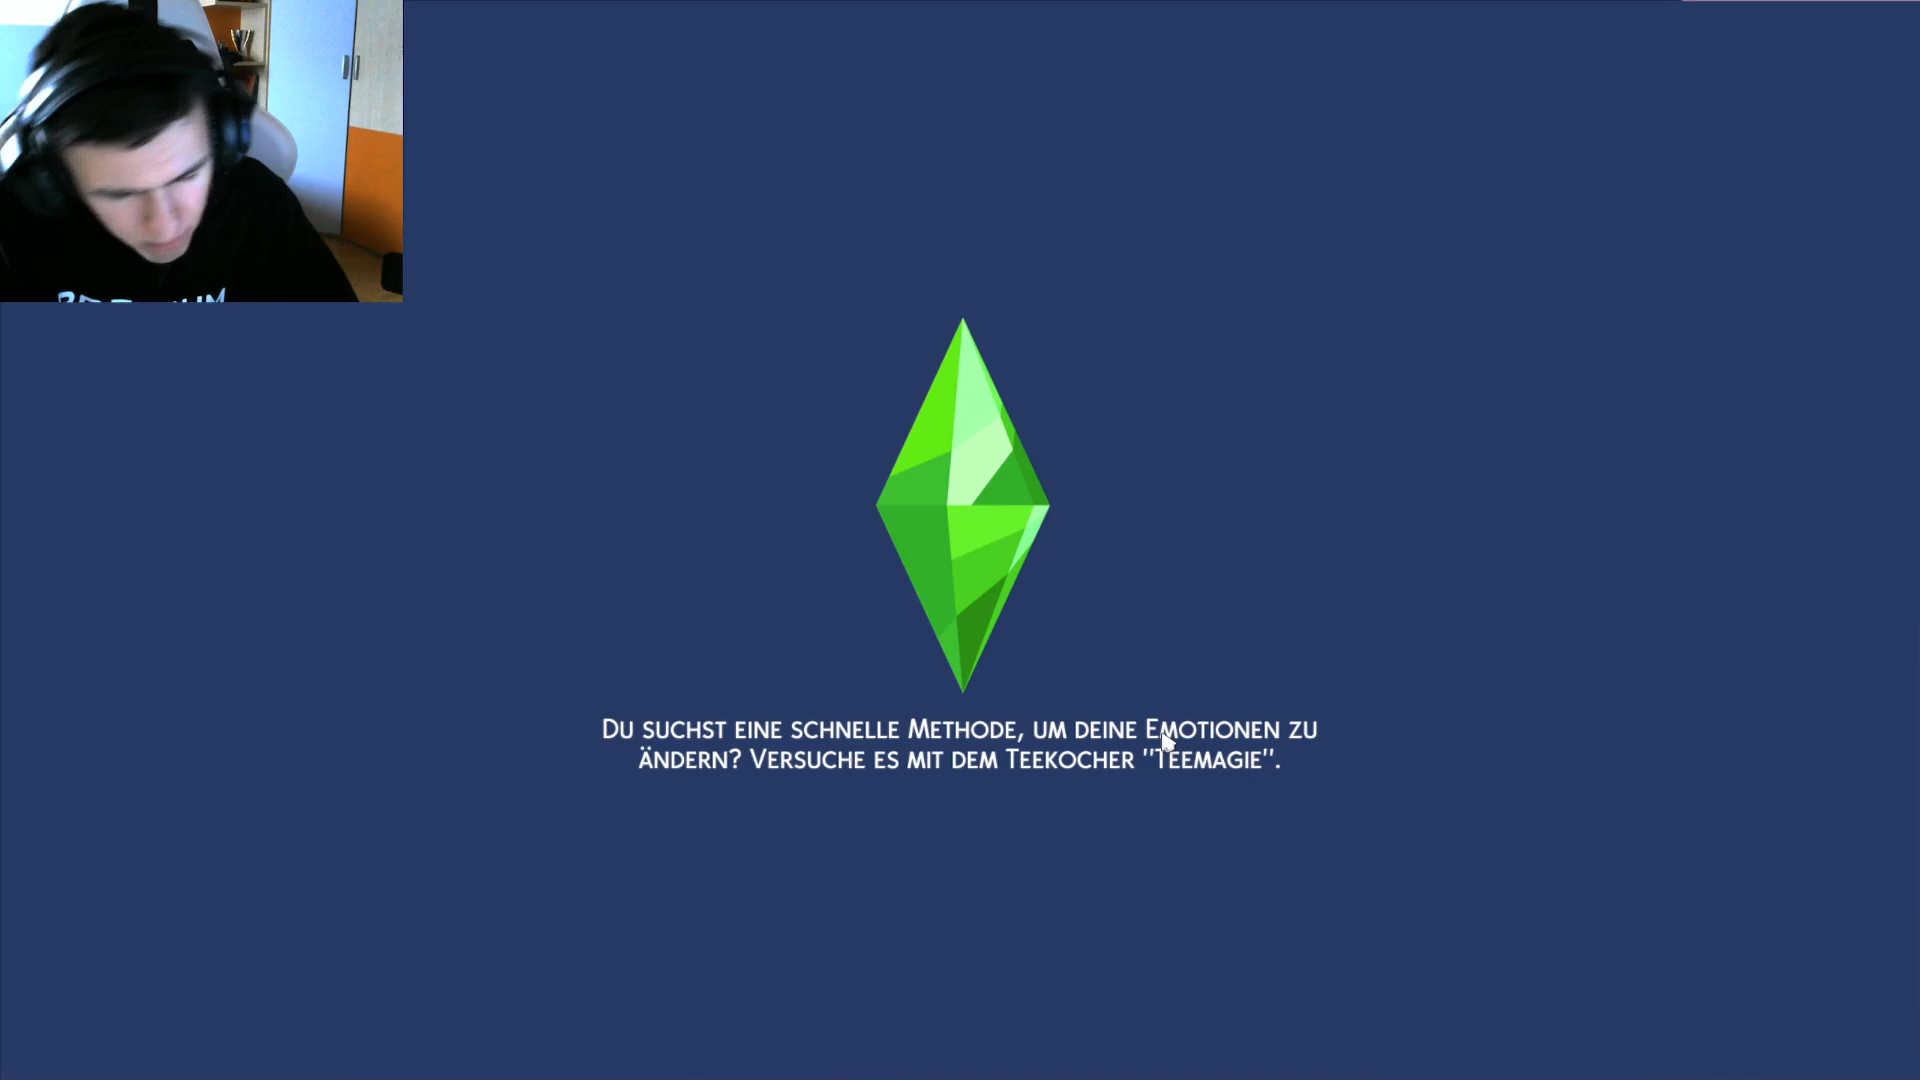 Du suchst eine schnelle Methode, um deine Emotionen zu
ändern? Versuche es mit dem Teekocher "Teemagie".